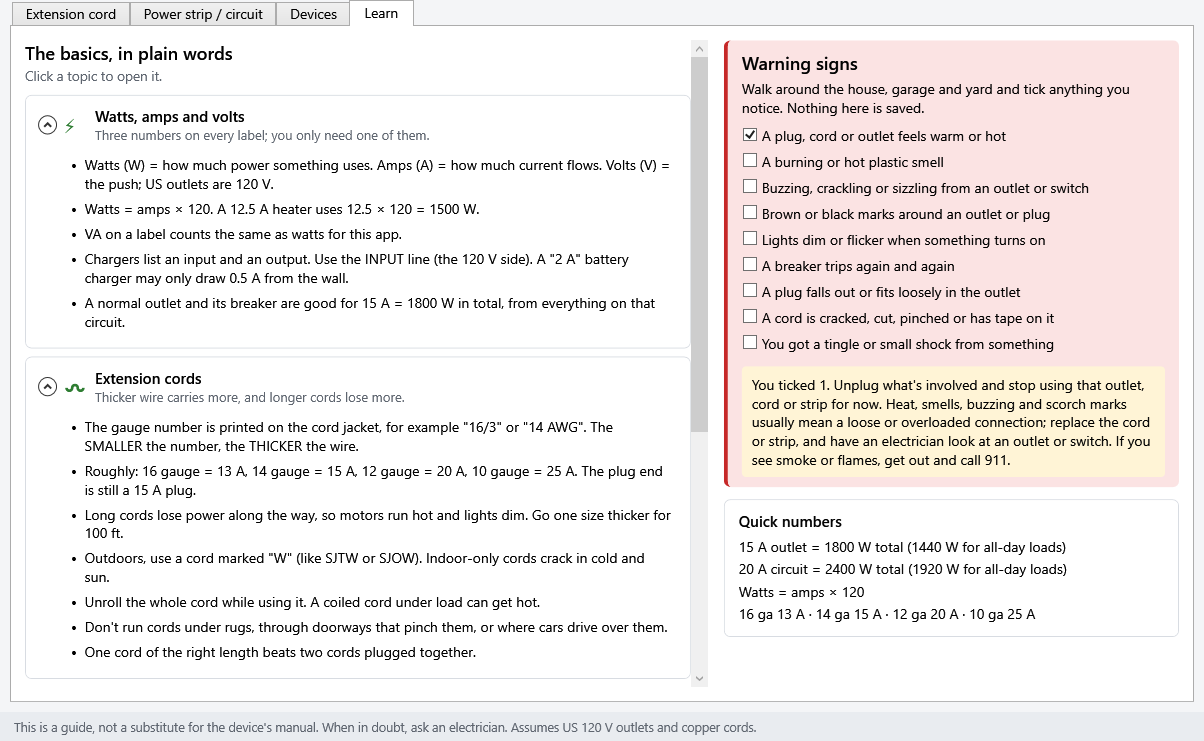 Extension cord
Power strip / circuit
Devices
Learn
The basics, in plain words
Click a topic to open it.
Watts, amps and volts
Three numbers on every label; you only need one of them.
• Watts (W) = how much power something uses. Amps (A) = how much current flows. Volts (V) =
the push; US outlets are 120 V.
• Watts = amps × 120. A 12.5 A heater uses 12.5 × 120 = 1500 W.
• VA on a label counts the same as watts for this app.
• Chargers list an input and an output. Use the INPUT line (the 120 V side). A "2 A" battery
charger may only draw 0.5 A from the wall.
• A normal outlet and its breaker are good for 15 A = 1800 W in total, from everything on that
circuit.
Extension cords
Thicker wire carries more, and longer cords lose more.
• The gauge number is printed on the cord jacket, for example "16/3" or "14 AWG". The
SMALLER the number, the THICKER the wire.
• Roughly: 16 gauge = 13 A, 14 gauge = 15 A, 12 gauge = 20 A, 10 gauge = 25 A. The plug end
is still a 15 A plug.
• Long cords lose power along the way, so motors run hot and lights dim. Go one size thicker for
100 ft.
• Outdoors, use a cord marked "W" (like SJTW or SJOW). Indoor-only cords crack in cold and
sun.
• Unroll the whole cord while using it. A coiled cord under load can get hot.
• Don't run cords under rugs, through doorways that pinch them, or where cars drive over them.
• One cord of the right length beats two cords plugged together.
Warning signs
Walk around the house, garage and yard and tick anything you
notice. Nothing here is saved.
A plug, cord or outlet feels warm or hot
A burning or hot plastic smell
Buzzing, crackling or sizzling from an outlet or switch
Brown or black marks around an outlet or plug
Lights dim or flicker when something turns on
A breaker trips again and again
A plug falls out or fits loosely in the outlet
A cord is cracked, cut, pinched or has tape on it
You got a tingle or small shock from something
You ticked 1. Unplug what's involved and stop using that outlet,
cord or strip for now. Heat, smells, buzzing and scorch marks
usually mean a loose or overloaded connection; replace the cord
or strip, and have an electrician look at an outlet or switch. If you
see smoke or flames, get out and call 911.
Quick numbers
15 A outlet = 1800 W total (1440 W for all-day loads)
20 A circuit = 2400 W total (1920 W for all-day loads)
Watts = amps × 120
16 ga 13 A · 14 ga 15 A · 12 ga 20 A · 10 ga 25 A
This is a guide, not a substitute for the device's manual. When in doubt, ask an electrician. Assumes US 120 V outlets and copper cords.